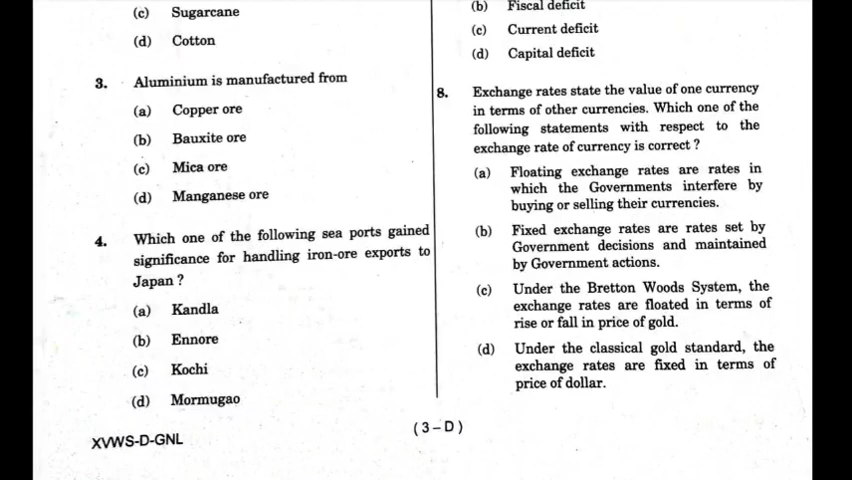 (c) Sugarcane
(d) Cotton
3. Aluminium is manufactured from
(a) Copper ore
(b) Bauxite ore
(c) Mica ore
(d) Manganese ore
4. Which one of the following sea ports gained
significance for handling iron-ore exports to
Japan ?
(a) Kandla
(b) Ennore
(c) Kochi
(d) Mormugao
(b) Fiscal deficit
(c) Current deficit
(d) Capital deficit
8. Exchange rates state the value of one currency
in terms of other currencies. Which one of the
following statements with respect to the
exchange rate of currency is correct ?
(a) Floating exchange rates are rates in
which the Governments interfere by
buying or selling their currencies.
(b) Fixed exchange rates are rates set by
Government decisions and maintained
by Government actions.
(c) Under the Bretton Woods System, the
exchange rates are floated in terms of
rise or fall in price of gold.
(d) Under the classical gold standard, the
exchange rates are fixed in terms of
price of dollar.
XVWS-D-GNL
( 3 – D )